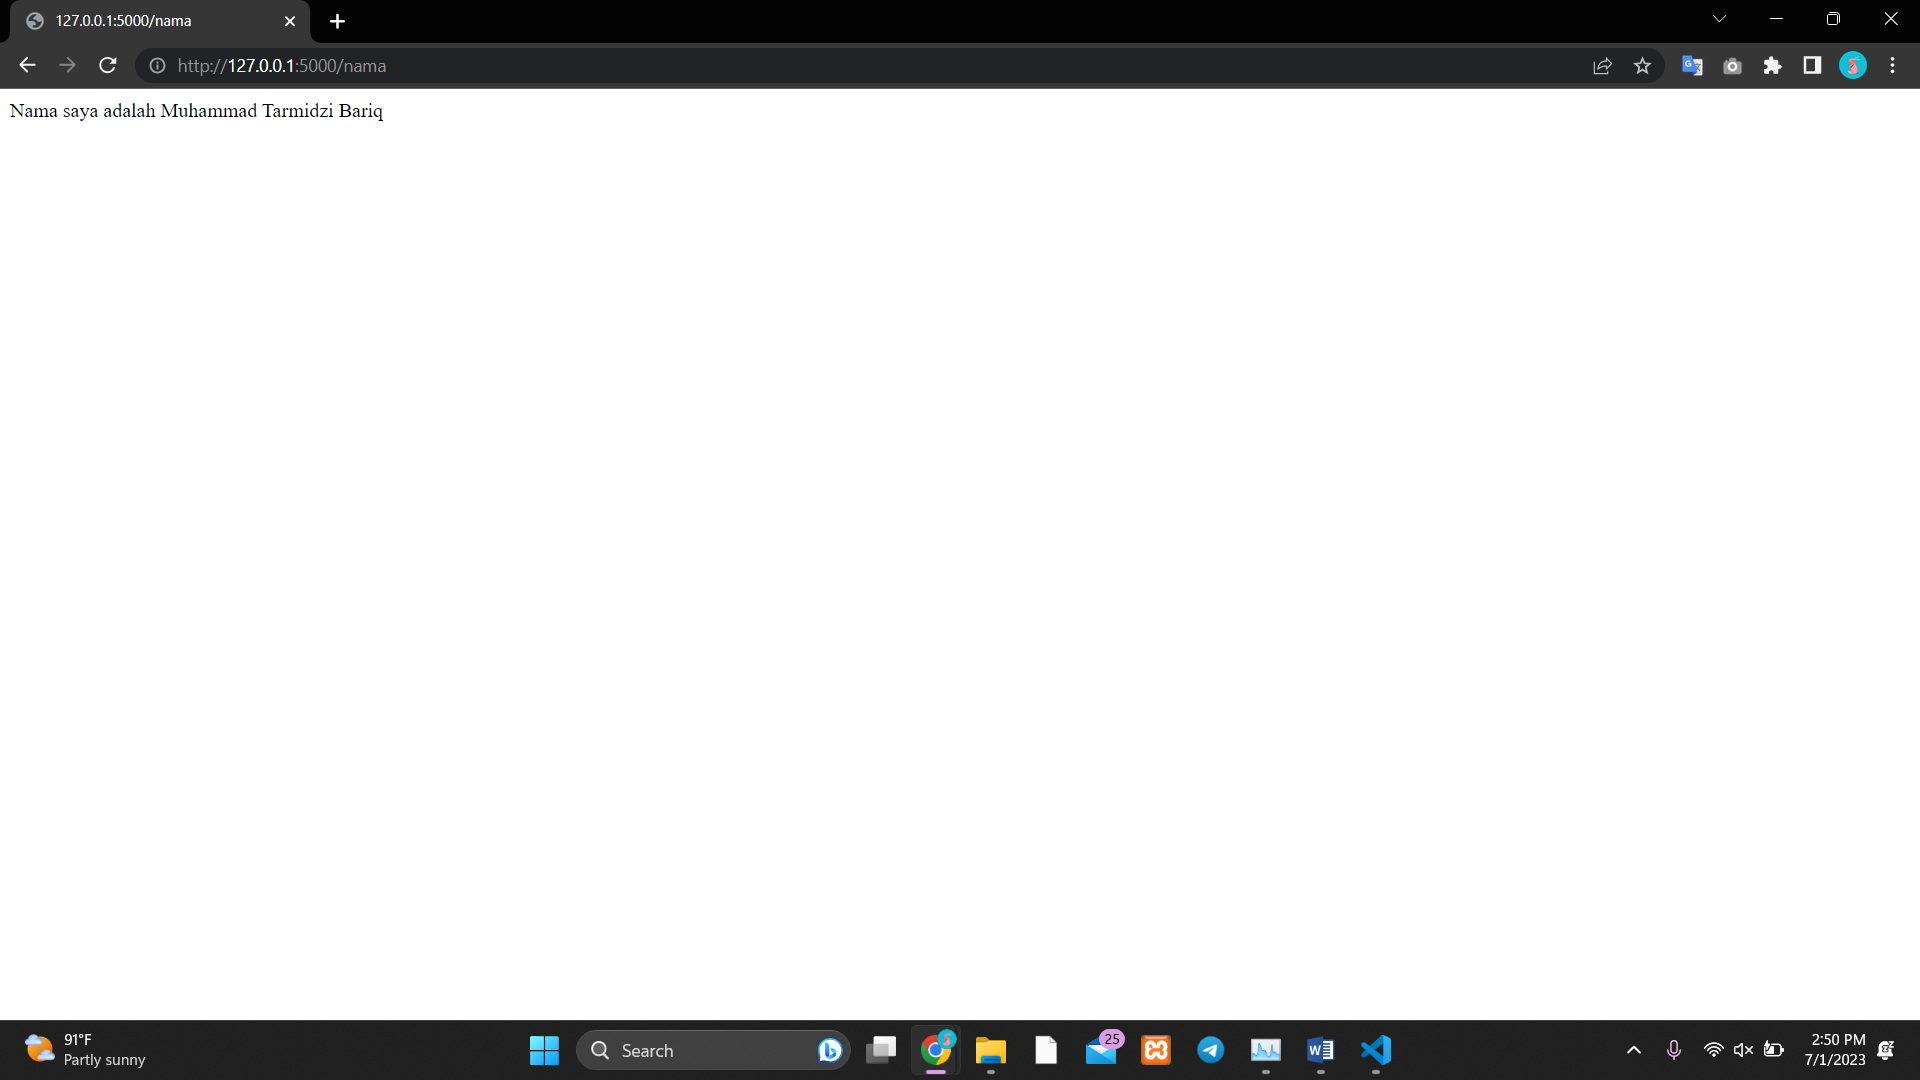 127.0.0.1:5000/nama
http://127.0.0.1:5000/nama
Nama saya adalah Muhammad Tarmidzi Bariq
91°F
Partly sunny
Search
25
2:50 PM
7/1/2023